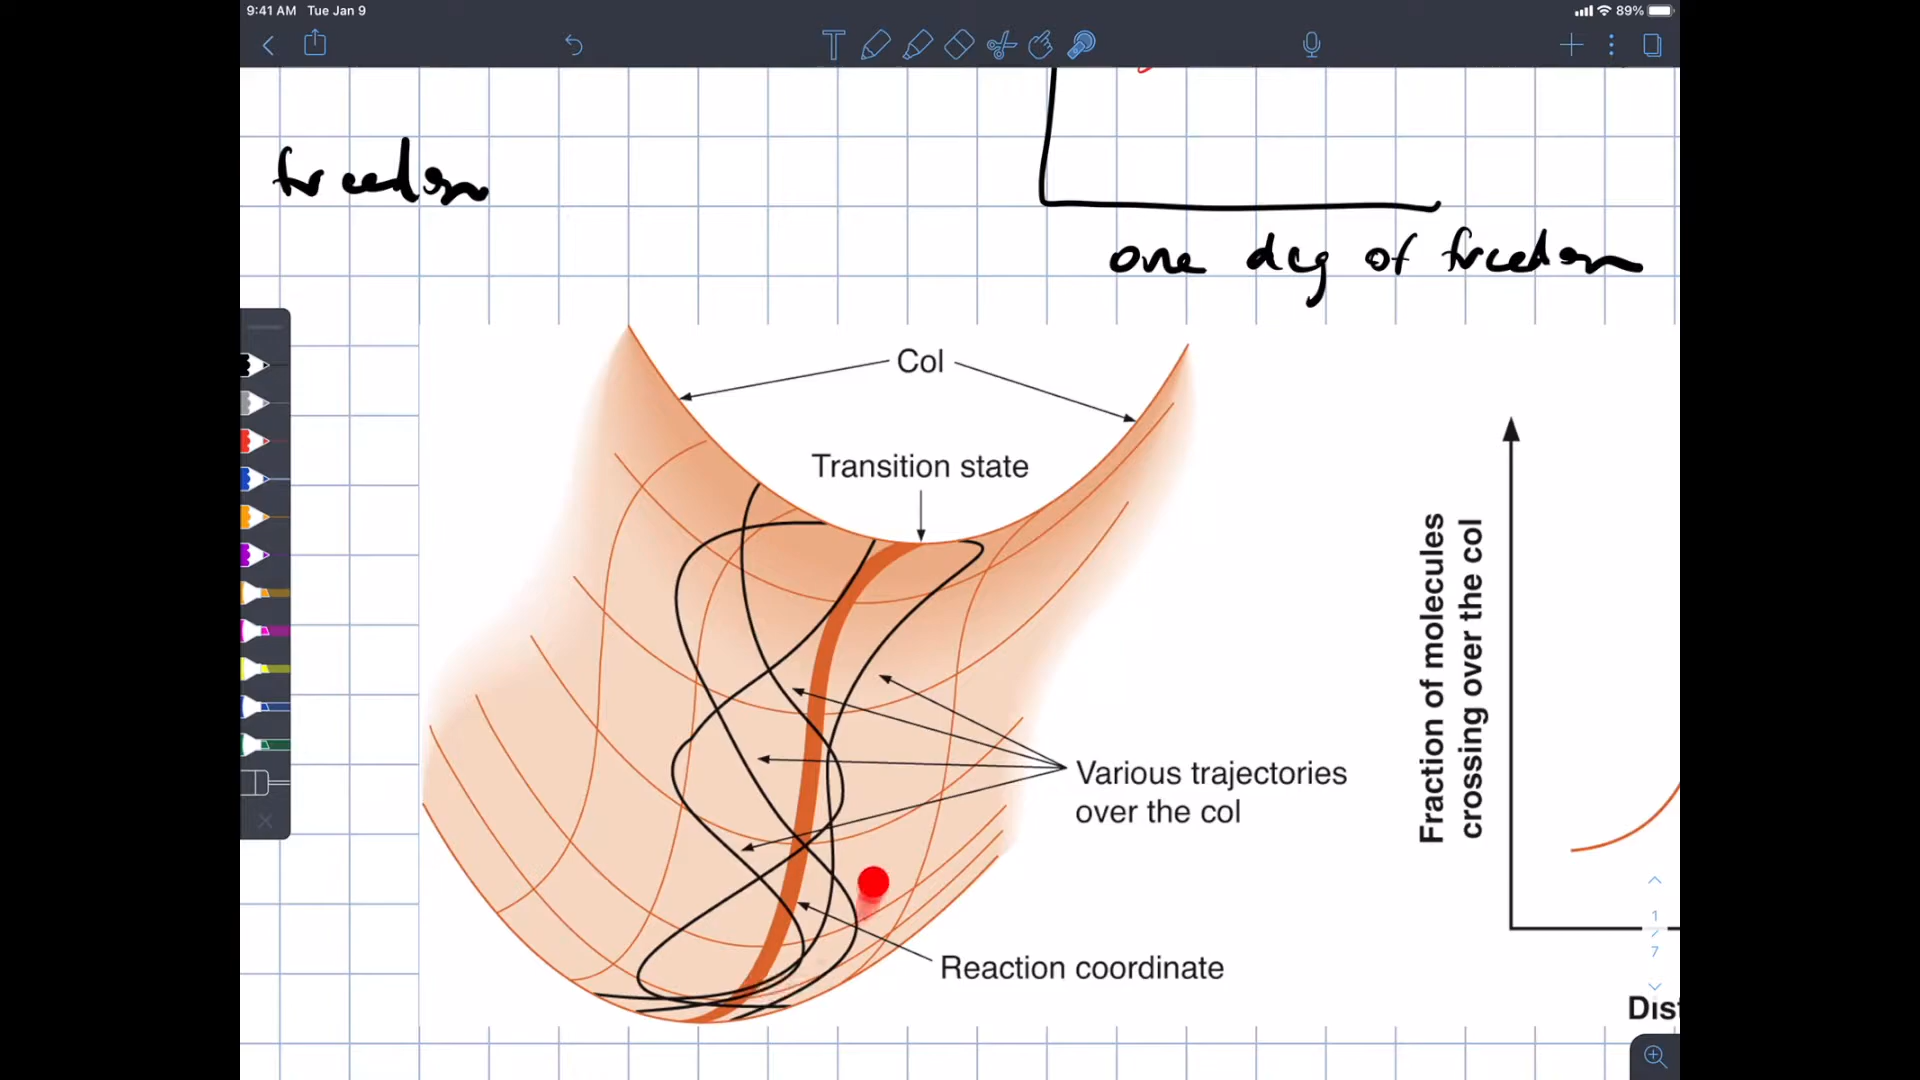 9:41 AM Tue Jan 9
89%
T
freedom
one deg of freedom
Col
Transition state
Various trajectories
over the col
Reaction coordinate
Fraction of molecules
crossing over the col
1
7